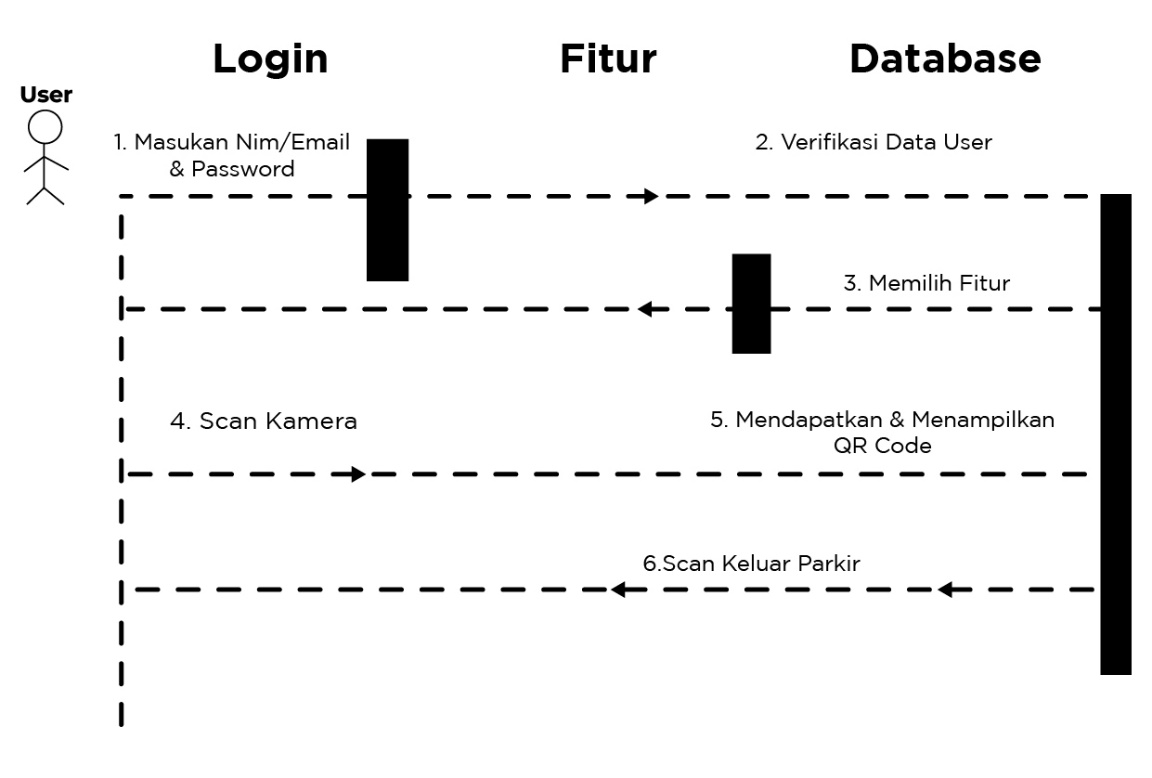 Login
Fitur
Database
User
1. Masukan Nim/Email
& Password
2. Verifikasi Data User
3. Memilih Fitur
4. Scan Kamera
5. Mendapatkan & Menampilkan
QR Code
6.Scan Keluar Parkir